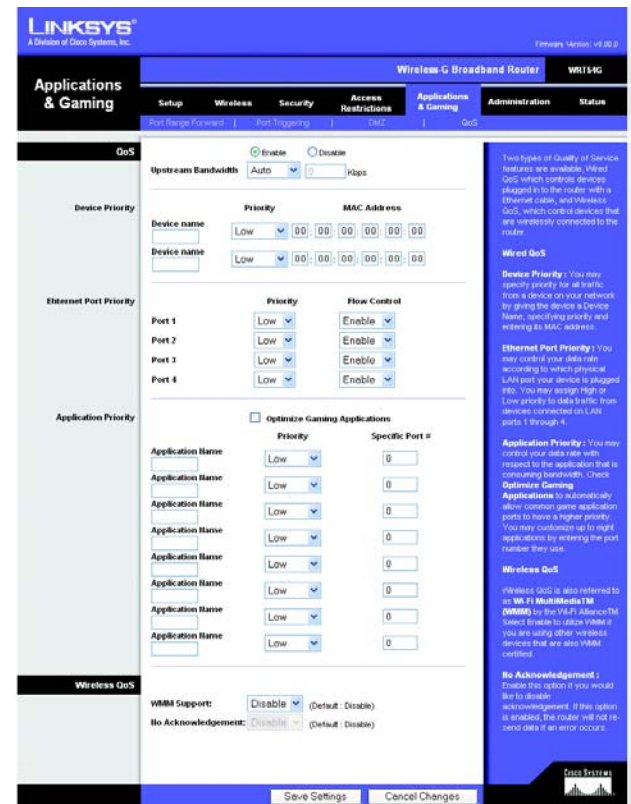 LINKSYS®
A Division of Cisco Systems, Inc.
Firmware Version: v8.00.0
Applications & Gaming
Wireless-G Broadband Router WRT54G
Setup Wireless Security Access Restrictions Applications & Gaming Administration Status
Port Range Forward | Port Triggering | DMZ | QoS
QoS
Enable Disable
Upstream Bandwidth Auto 0 Kbps
Device Priority
Priority MAC Address
Device name Low 00 : 00 : 00 : 00 : 00 : 00
Device name Low 00 : 00 : 00 : 00 : 00 : 00
Ehternet Port Priority
Priority Flow Control
Port 1 Low Enable
Port 2 Low Enable
Port 3 Low Enable
Port 4 Low Enable
Application Priority
Optimize Gaming Applications
Priority Specific Port #
Application Name Low 0
Application Name Low 0
Application Name Low 0
Application Name Low 0
Application Name Low 0
Application Name Low 0
Application Name Low 0
Application Name Low 0
Wireless QoS
WMM Support: Disable (Default : Disable)
No Acknowledgement: Disable (Default : Disable)
Save Settings Cancel Changes
Two types of Quality of Service
features are available, Wired
QoS which controls devices
plugged in to the router with a
Ethernet cable, and Wireless
QoS, which control devices that
are wirelessly connected to the
router.
Wired QoS
Device Priority : You may
specify priority for all traffic
from a device on your network
by giving the device a Device
Name, specifying priority and
entering its MAC address.
Ethernet Port Priority : You
may control your data rate
according to which physical
LAN port your device is plugged
into. You may assign High or
Low priority to data traffic from
devices connected on LAN
ports 1 through 4.
Application Priority : You may
control your data rate with
respect to the application that is
consuming bandwidth. Check
Optimize Gaming
Applications to automatically
allow common game application
ports to have a higher priority.
You may customize up to eight
applications by entering the port
number they use.
Wireless QoS
Wireless QoS is also referred to
as Wi-Fi MultiMediaTM
(WMM) by the Wi-Fi AllianceTM
Select Enable to utilize WMM if
you are using other wireless
devices that are also WMM
certified.
No Acknowledgement :
Enable this option if you would
like to disable
acknowledgement. If this option
is enabled, the router will not re-
send data if an error occurs.
CISCO SYSTEMS